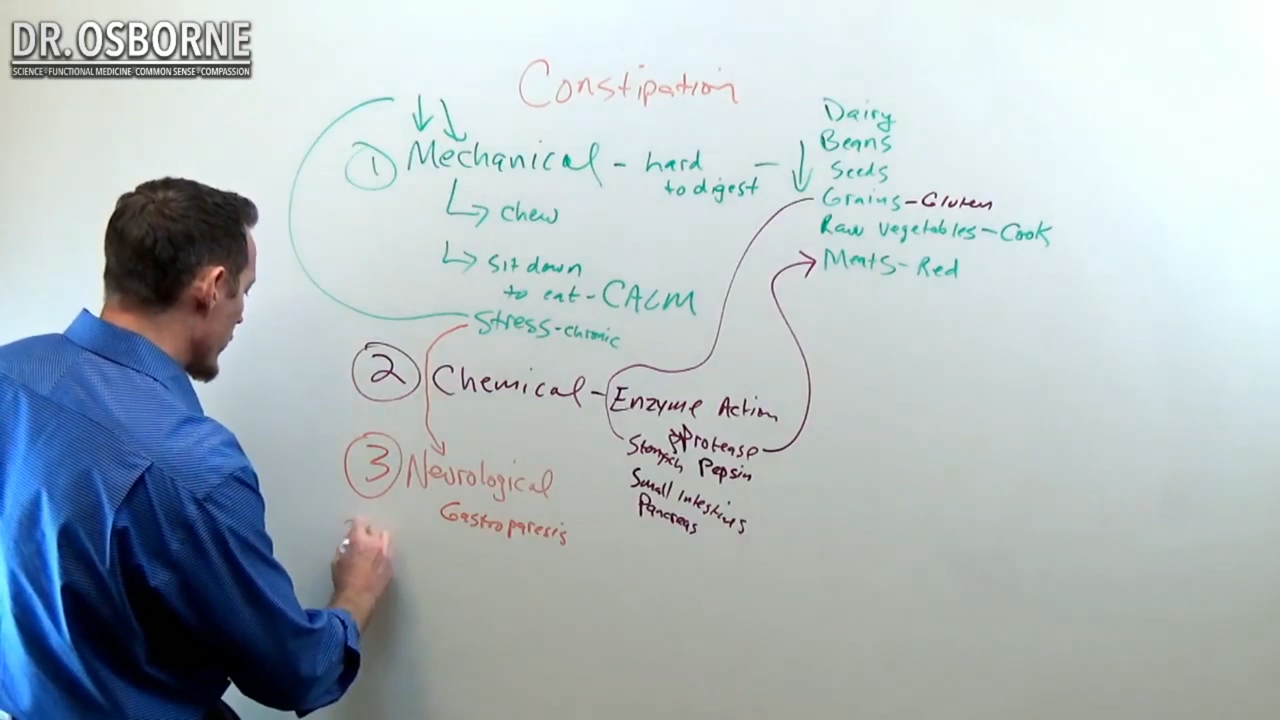 DR. OSBORNE
SCIENCE - FUNCTIONAL MEDICINE - COMMON SENSE - COMPASSION
Constipation
1 Mechanical - hard to digest -
Dairy
Beans
Seeds
Grains - Gluten
Raw vegetables - Cook
Meats - Red
chew
sit down
to eat - CALM
Stress - chronic
2 Chemical - Enzyme Action
Protease
Stomach Pepsin
Small Intestines
Pancreas
3 Neurological
Gastroparesis